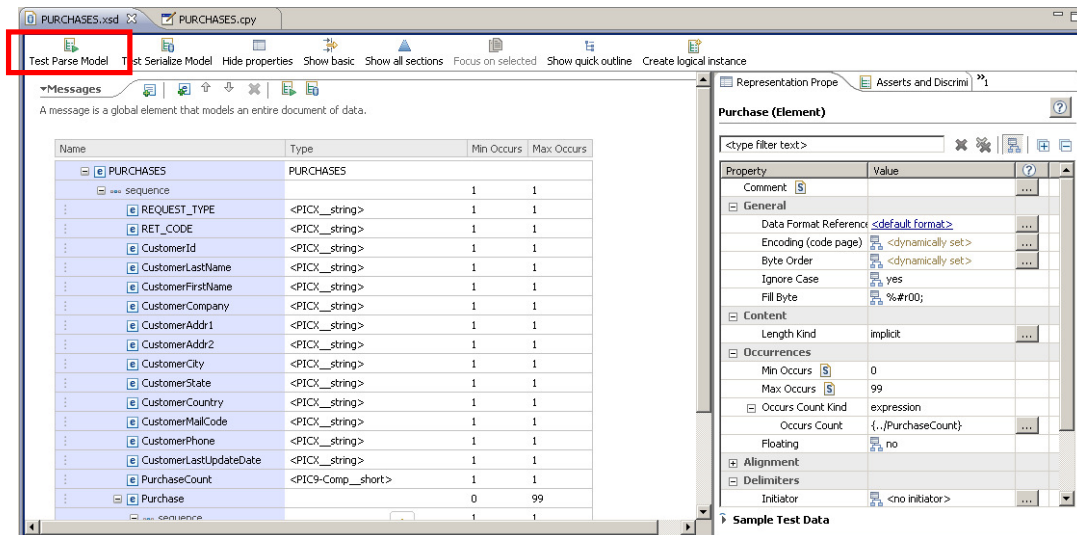 PURCHASES.xsd PURCHASES.cpy
Test Parse Model Test Serialize Model Hide properties Show basic Show all sections Focus on selected Show quick outline Create logical instance
Messages
A message is a global element that models an entire document of data.
Name Type Min Occurs Max Occurs
e PURCHASES PURCHASES
sequence 1 1
e REQUEST_TYPE <PICX__string> 1 1
e RET_CODE <PICX__string> 1 1
e CustomerId <PICX__string> 1 1
e CustomerLastName <PICX__string> 1 1
e CustomerFirstName <PICX__string> 1 1
e CustomerCompany <PICX__string> 1 1
e CustomerAddr1 <PICX__string> 1 1
e CustomerAddr2 <PICX__string> 1 1
e CustomerCity <PICX__string> 1 1
e CustomerState <PICX__string> 1 1
e CustomerCountry <PICX__string> 1 1
e CustomerMailCode <PICX__string> 1 1
e CustomerPhone <PICX__string> 1 1
e CustomerLastUpdateDate <PICX__string> 1 1
e PurchaseCount <PIC9-Comp__short> 1 1
e Purchase 0 99
sequence 1 1
Representation Prope Asserts and Discrimi »1
Purchase (Element)
<type filter text>
Property Value
Comment S ...
General
Data Format Reference <default format> ...
Encoding (code page) <dynamically set> ...
Byte Order <dynamically set> ...
Ignore Case yes
Fill Byte %#r00;
Content
Length Kind implicit ...
Occurrences
Min Occurs S 0
Max Occurs S 99
Occurs Count Kind expression
Occurs Count {../PurchaseCount} ...
Floating no
Alignment
Delimiters
Initiator <no initiator> ...
Sample Test Data